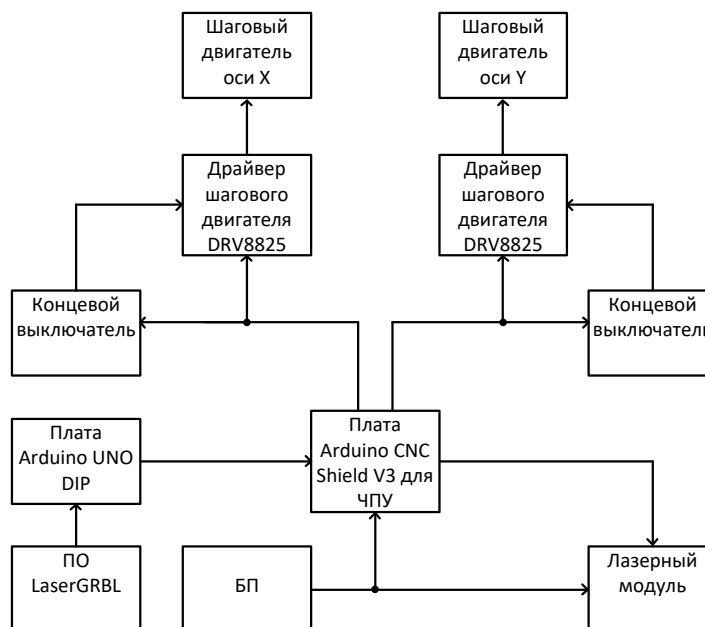 Шаговый
двигатель
оси X
Шаговый
двигатель
оси Y
Драйвер
шагового
двигателя
DRV8825
Драйвер
шагового
двигателя
DRV8825
Концевой
выключатель
Концевой
выключатель
Плата
Arduino UNO
DIP
Плата
Arduino CNC
Shield V3 для
ЧПУ
ПО
LaserGRBL
БП
Лазерный
модуль